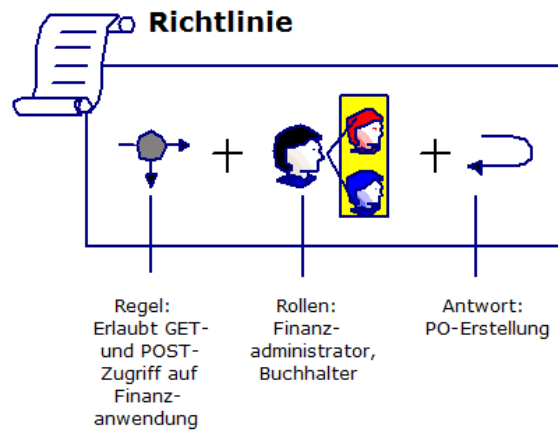 Richtlinie
Regel:
Erlaubt GET-
und POST-
Zugriff auf
Finanz-
anwendung
Rollen:
Finanz-
administrator,
Buchhalter
Antwort:
PO-Erstellung